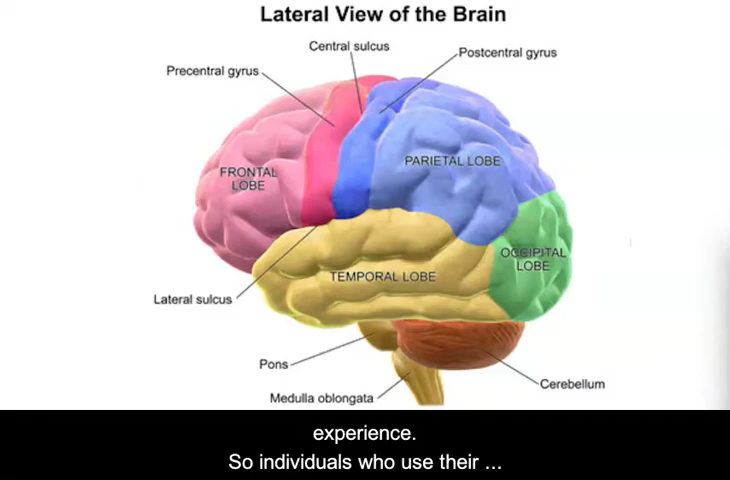 Lateral View of the Brain
Central sulcus
Postcentral gyrus
Precentral gyrus
FRONTAL
LOBE
PARIETAL LOBE
OCCIPITAL
LOBE
TEMPORAL LOBE
Lateral sulcus
Pons
Cerebellum
Medulla oblongata
experience.
So individuals who use their ...